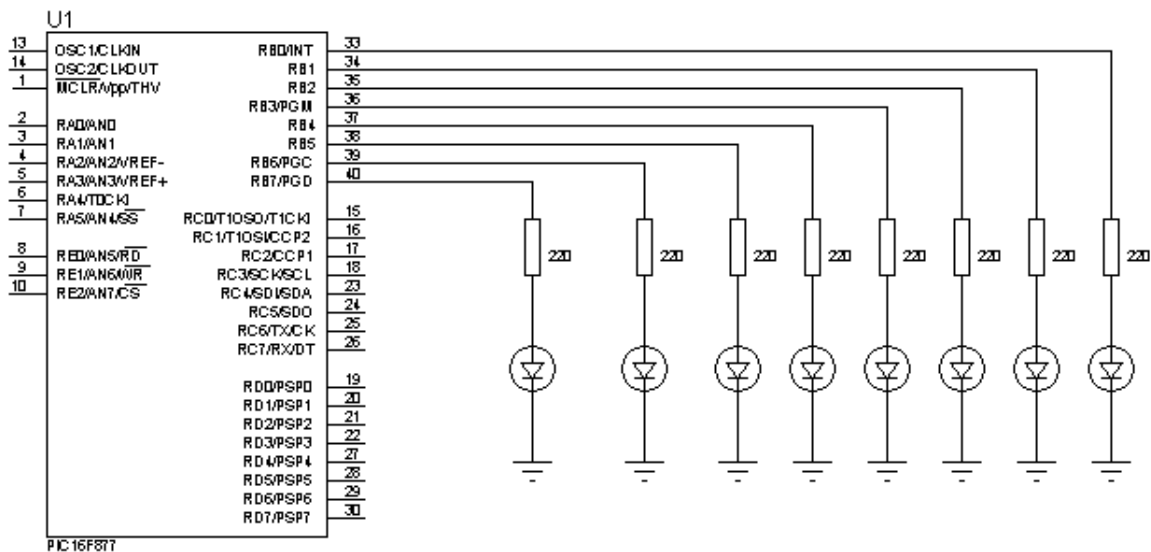 U1
13 OSC1/CLKIN RB0/INT 33
14 OSC2/CLKOUT RB1 34
1 MCLR/Vpp/THV RB2 35
RB3/PGM 36
2 RA0/AN0 RB4 37
3 RA1/AN1 RB5 38
4 RA2/AN2/VREF- RB6/PGC 39
5 RA3/AN3/VREF+ RB7/PGD 40
6 RA4/T0CKI
7 RA5/AN4/SS RC0/T1OSO/T1CKI 15
RC1/T1OSI/CCP2 16
8 RE0/AN5/RD RC2/CCP1 17
9 RE1/AN6/WR RC3/SCK/SCL 18
10 RE2/AN7/CS RC4/SDI/SDA 23
RC5/SDO 24
RC6/TX/CK 25
RC7/RX/DT 26
RD0/PSP0 19
RD1/PSP1 20
RD2/PSP2 21
RD3/PSP3 22
RD4/PSP4 27
RD5/PSP5 28
RD6/PSP6 29
RD7/PSP7 30
PIC16F877
220 220 220 220 220 220 220 220